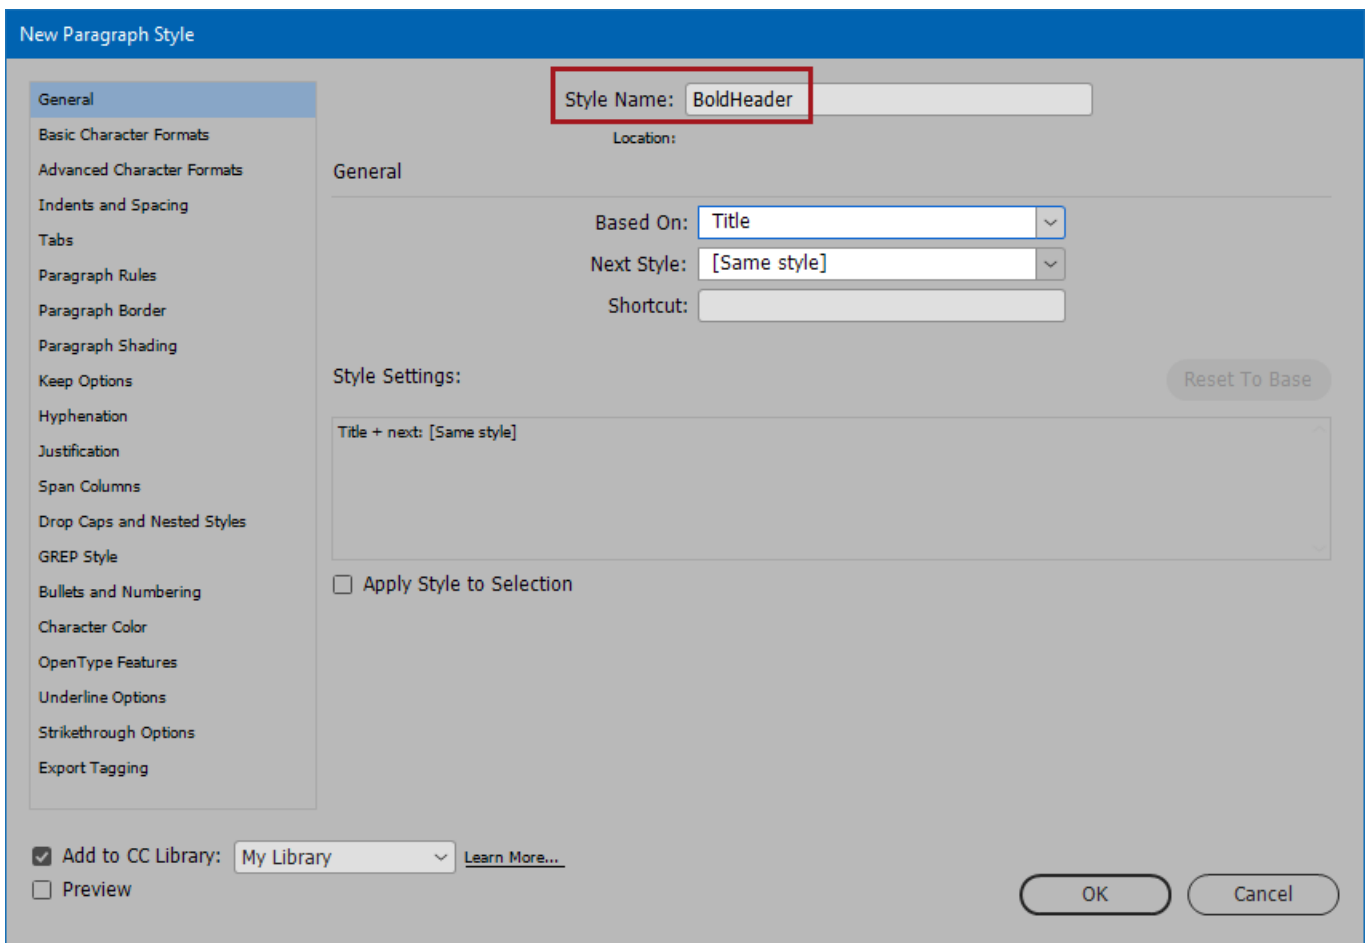 New Paragraph Style
General
Basic Character Formats
Advanced Character Formats
Indents and Spacing
Tabs
Paragraph Rules
Paragraph Border
Paragraph Shading
Keep Options
Hyphenation
Justification
Span Columns
Drop Caps and Nested Styles
GREP Style
Bullets and Numbering
Character Color
OpenType Features
Underline Options
Strikethrough Options
Export Tagging
Style Name: BoldHeader
Location:
General
Based On: Title
Next Style: [Same style]
Shortcut:
Style Settings: Reset To Base
Title + next: [Same style]
Apply Style to Selection
Add to CC Library: My Library Learn More...
Preview
OK Cancel